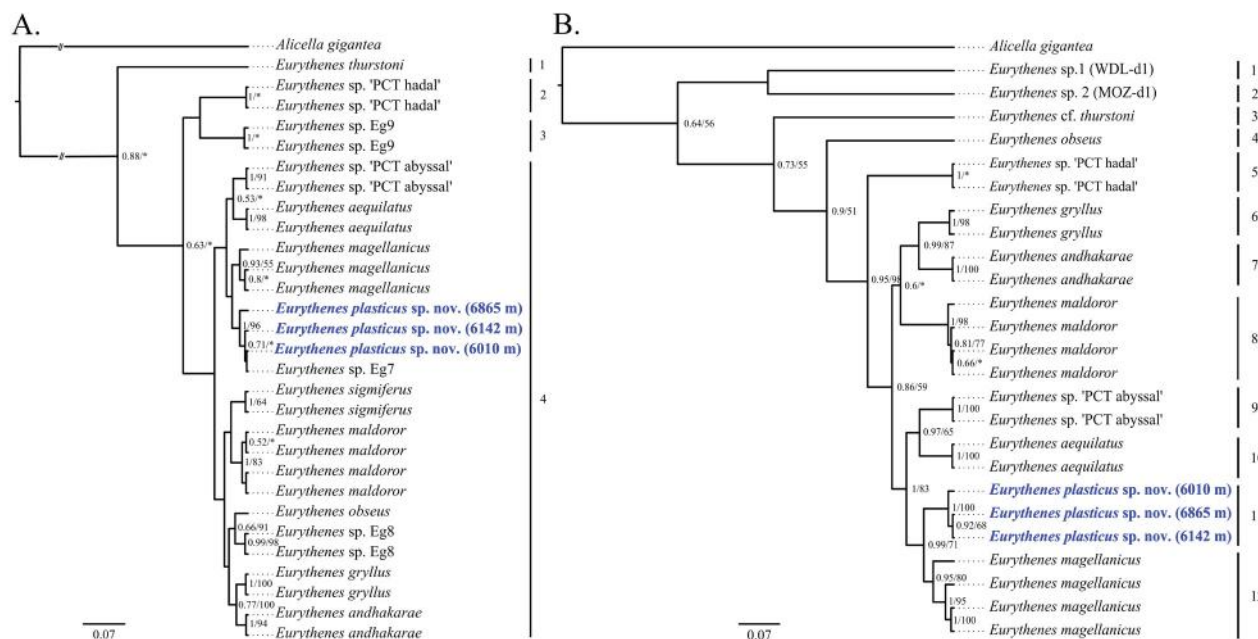 A.
Alicella gigantea
Eurythenes thurstoni
1
Eurythenes sp. 'PCT hadal'
1/*
2
Eurythenes sp. 'PCT hadal'
Eurythenes sp. Eg9
1/*
3
Eurythenes sp. Eg9
0.88/*
Eurythenes sp. 'PCT abyssal'
1/91
Eurythenes sp. 'PCT abyssal'
0.53/*
Eurythenes aequilatus
1/98
Eurythenes aequilatus
0.63/*
Eurythenes magellanicus
0.93/55
Eurythenes magellanicus
0.8/*
Eurythenes magellanicus
Eurythenes plasticus sp. nov. (6865 m)
1/96
Eurythenes plasticus sp. nov. (6142 m)
0.71/*
Eurythenes plasticus sp. nov. (6010 m)
Eurythenes sp. Eg7
Eurythenes sigmiferus
1/64
4
Eurythenes sigmiferus
Eurythenes maldoror
0.52/*
Eurythenes maldoror
1/83
Eurythenes maldoror
Eurythenes maldoror
Eurythenes obseus
0.66/91
Eurythenes sp. Eg8
0.99/98
Eurythenes sp. Eg8
Eurythenes gryllus
1/100
Eurythenes gryllus
0.77/100
Eurythenes andhakarae
1/94
Eurythenes andhakarae
0.07
B.
Alicella gigantea
Eurythenes sp.1 (WDL-d1)
1
Eurythenes sp. 2 (MOZ-d1)
2
0.64/56
Eurythenes cf. thurstoni
3
Eurythenes obseus
4
0.73/55
Eurythenes sp. 'PCT hadal'
1/*
5
Eurythenes sp. 'PCT hadal'
0.9/51
Eurythenes gryllus
1/98
6
Eurythenes gryllus
0.99/87
Eurythenes andhakarae
1/100
7
Eurythenes andhakarae
0.95/98
0.6/*
Eurythenes maldoror
1/98
Eurythenes maldoror
0.81/77
8
Eurythenes maldoror
0.66/*
Eurythenes maldoror
0.86/59
Eurythenes sp. 'PCT abyssal'
1/100
9
Eurythenes sp. 'PCT abyssal'
0.97/65
Eurythenes aequilatus
1/100
Eurythenes aequilatus
1/83
Eurythenes plasticus sp. nov. (6010 m)
1/100
Eurythenes plasticus sp. nov. (6865 m)
0.92/68
Eurythenes plasticus sp. nov. (6142 m)
0.99/71
Eurythenes magellanicus
0.95/80
Eurythenes magellanicus
1/95
Eurythenes magellanicus
1/100
Eurythenes magellanicus
0.07